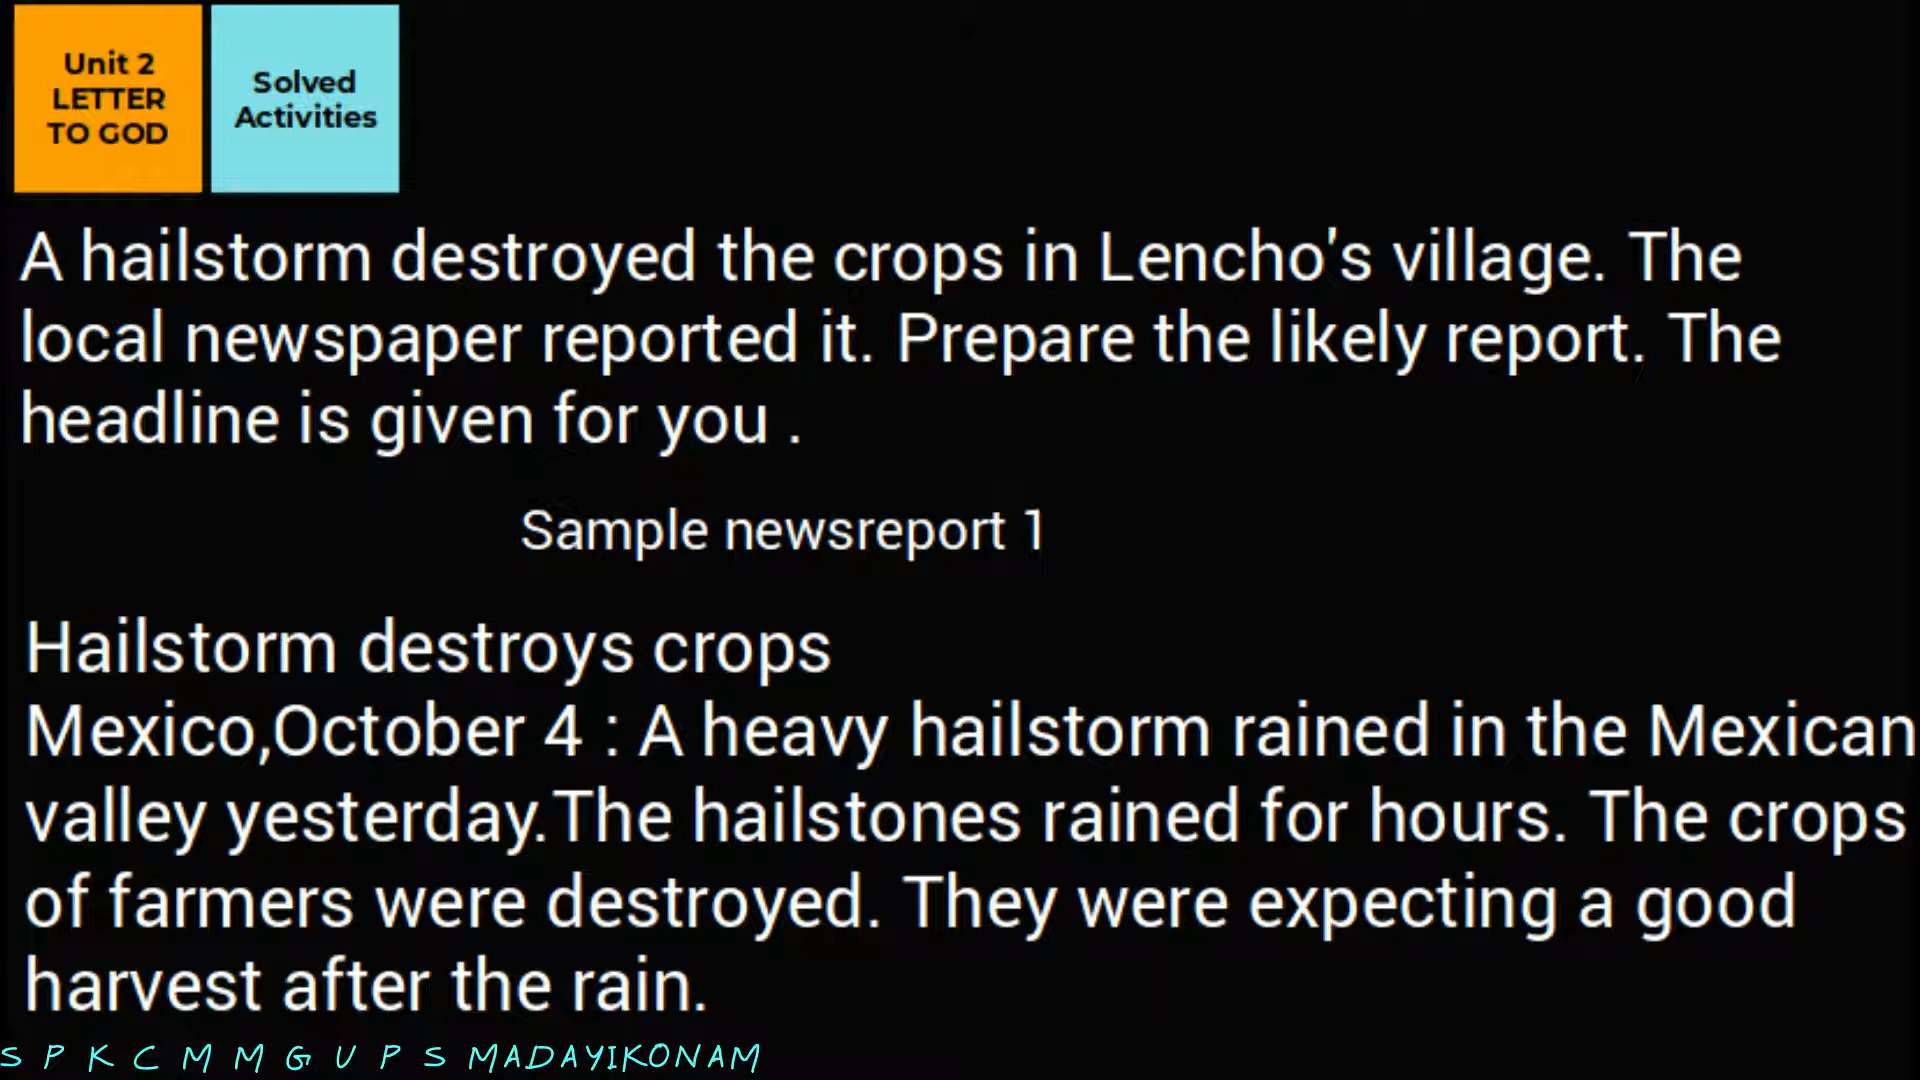 Unit 2
LETTER
TO GOD
Solved
Activities
A hailstorm destroyed the crops in Lencho's village. The
local newspaper reported it. Prepare the likely report. The
headline is given for you .
Sample newsreport 1
Hailstorm destroys crops
Mexico,October 4 : A heavy hailstorm rained in the Mexican
valley yesterday.The hailstones rained for hours. The crops
of farmers were destroyed. They were expecting a good
harvest after the rain.
S P K C M M G U P S MADAYIKONAM